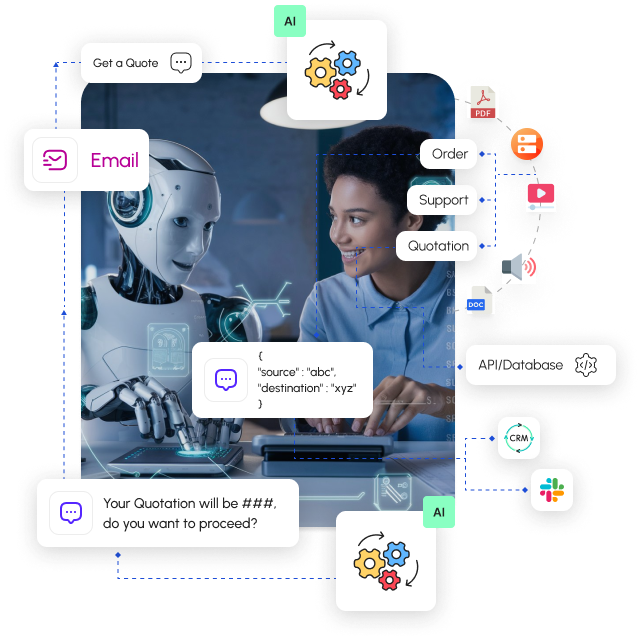 AI
Get a Quote
PDF
Email
Order
Support
Quotation
DOC
{
"source" : "abc",
"destination" : "xyz"
}
API/Database
CRM
Your Quotation will be ###,
do you want to proceed?
AI